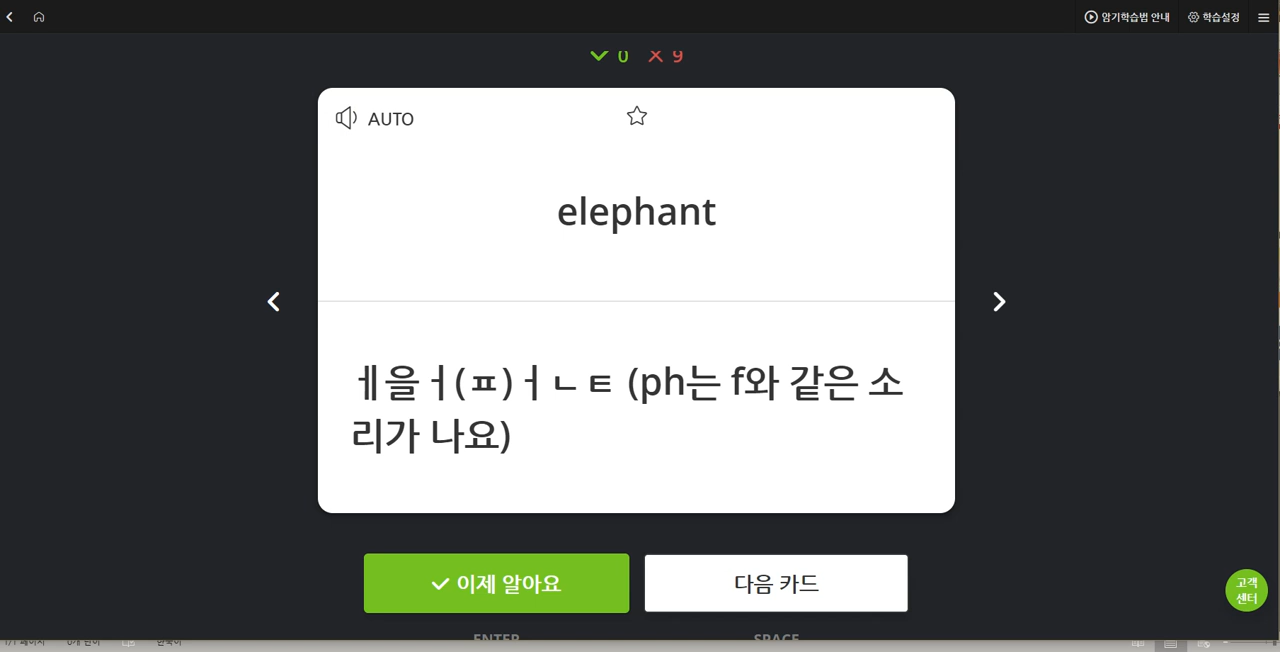 암기학습법 안내 학습설정
0 9
AUTO
elephant
ㅔ을ㅓ(ㅍ)ㅓㄴㅌ (ph는 f와 같은 소
리가 나요)
이제 알아요 다음 카드
고객
센터
ENTER SPACE